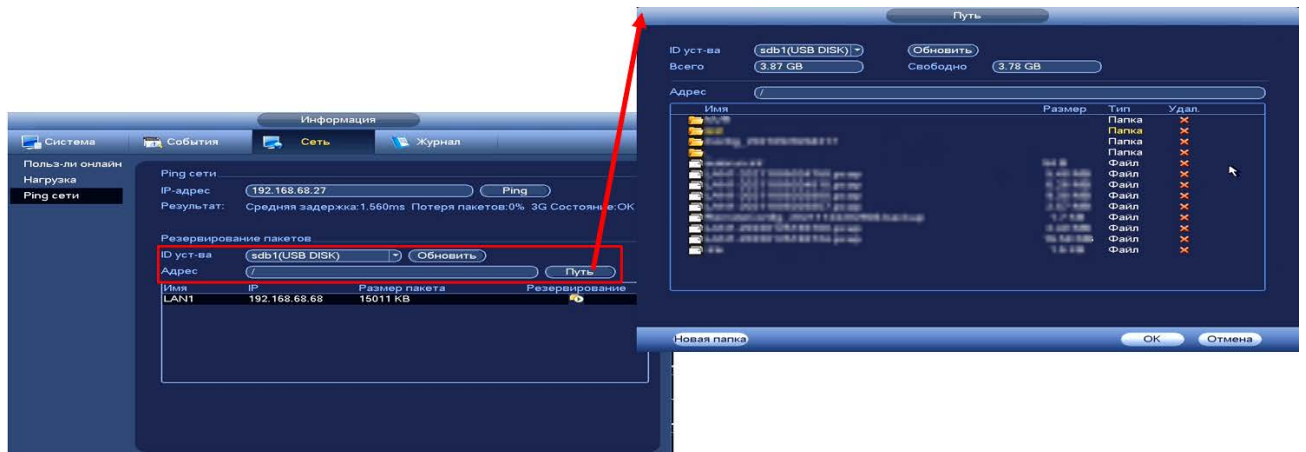 Информация
Система
События
Сеть
Журнал
Польз-ли онлайн
Нагрузка
Ping сети
Ping сети
IP-адрес 192.168.68.27 Ping
Результат: Средняя задержка:1.560ms Потеря пакетов:0% 3G Состояние:OK
Резервирование пакетов
ID уст-ва sdb1(USB DISK) Обновить
Адрес / Путь
Имя IP Размер пакета Резервирование
LAN1 192.168.68.68 15011 KB
Путь
ID уст-ва sdb1(USB DISK) Обновить
Всего 3.87 GB Свободно 3.78 GB
Адрес /
Имя Размер Тип Удал.
Папка
Папка
Папка
Папка
Файл
Файл
Файл
Файл
Файл
Файл
Файл
Файл
Файл
Новая папка OK Отмена